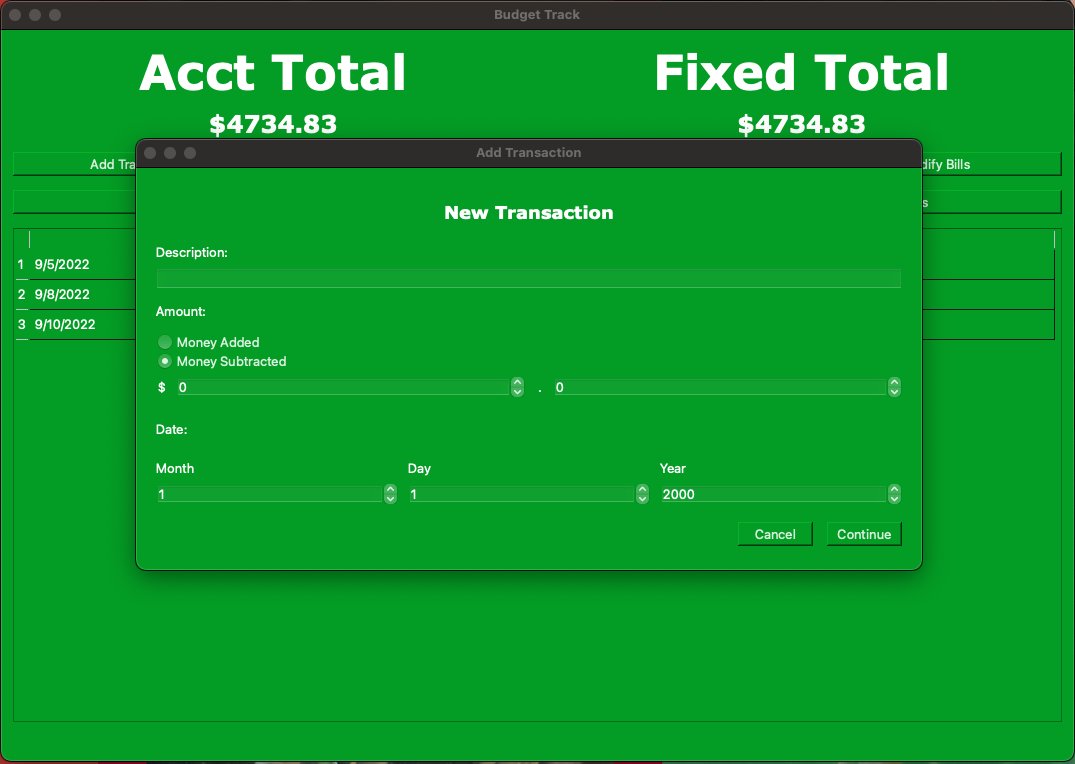 Budget Track
Acct Total Fixed Total
$4734.83 $4734.83
Add Transaction
New Transaction
Description:
Amount:
Money Added
Money Subtracted
$ 0 . 0
Date:
Month Day Year
1 1 2000
Cancel Continue
Add Bills
1 9/5/2022
2 9/8/2022
3 9/10/2022